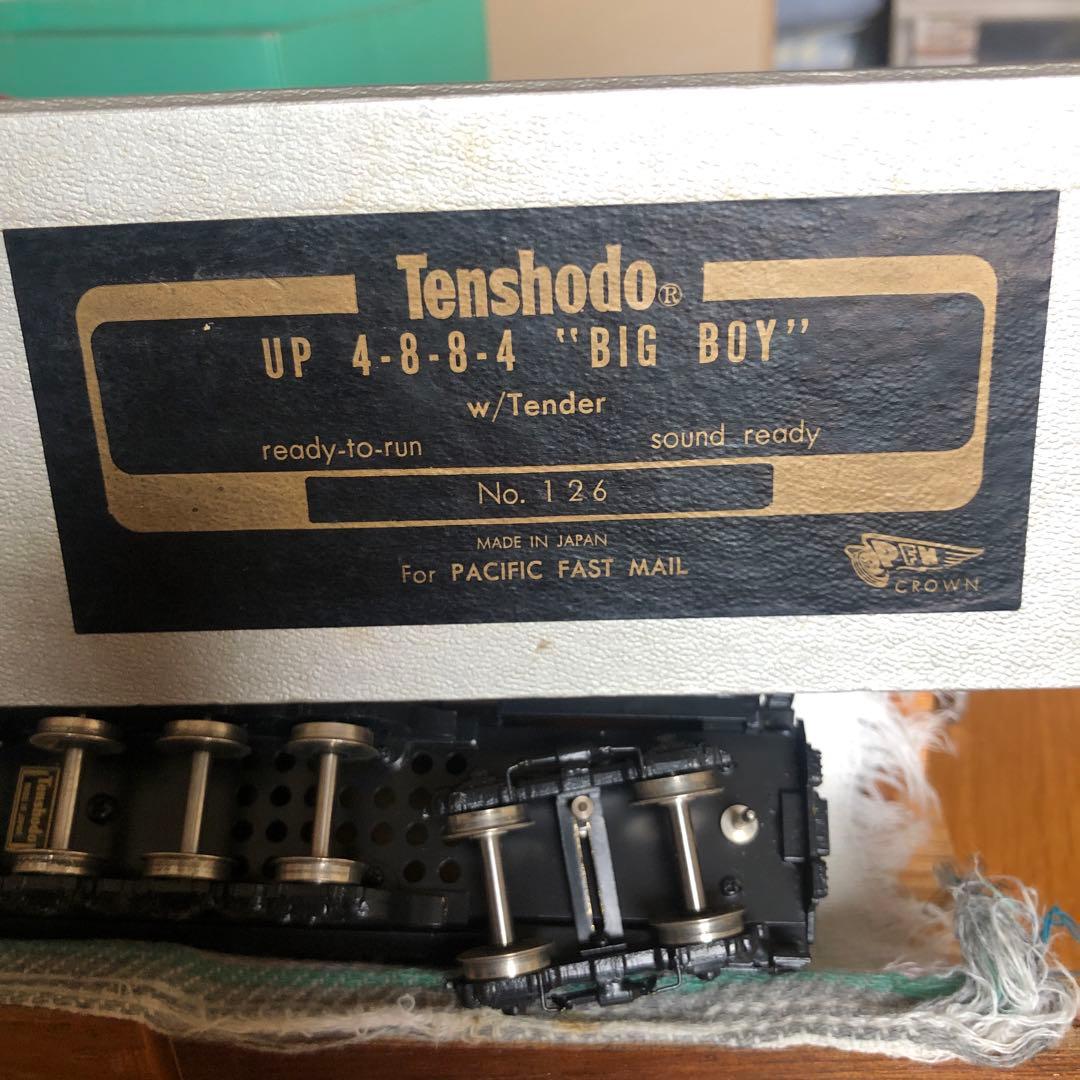 Tenshodo®
UP 4-8-8-4 "BIG BOY"
w/Tender
ready-to-run sound ready
No. 126
MADE IN JAPAN
For PACIFIC FAST MAIL
PFM
CROWN
Tenshodo